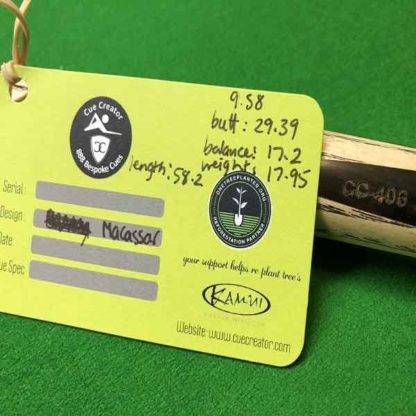 Cue Creator
BBB Bespoke Cues
9.58
butt: 29.39
balance: 17.2
weight: 17.95
length: 58.2
ONETREEPLANTED.ORG
REFORESTATION PARTNER
Serial :
Design :
Macassar
Date :
ue Spec
your support helps re plant tree's
KAMUI
Website: www.cuecreator.com
CC-406